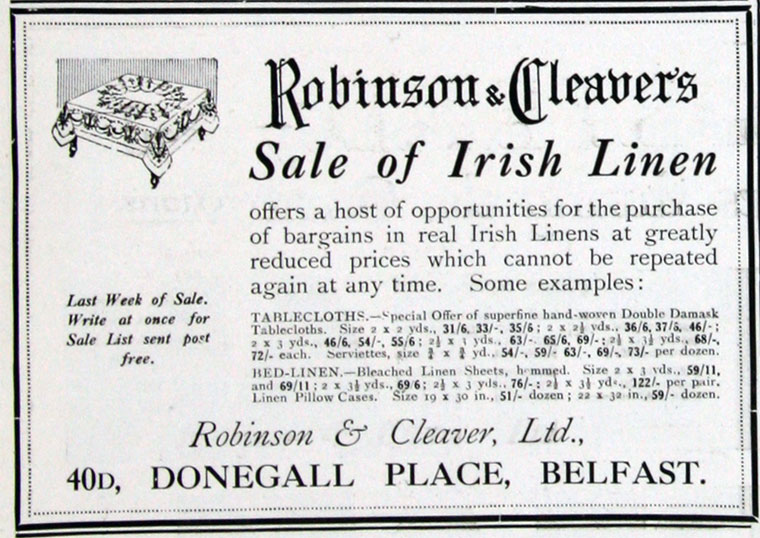 Robinson & Cleaver's
Sale of Irish Linen
offers a host of opportunities for the purchase
of bargains in real Irish Linens at greatly
reduced prices which cannot be repeated
again at any time. Some examples:
Last Week of Sale.
Write at once for
Sale List sent post
free.
TABLECLOTHS.—Special Offer of superfine hand-woven Double Damask
Tablecloths. Size 2 x 2 yds., 31/6, 33/-, 35/6; 2 x 2½ yds., 36/6, 37/6, 46/-;
2 x 3 yds., 46/6, 54/-, 55/6; 2½ x 3 yds., 63/-, 65/6, 69/-; 2½ x 3½ yds., 68/-,
72/- each. Serviettes, size ¾ x ¾ yd., 54/-, 59/- 63/-, 69/-, 73/- per dozen.
BED-LINEN.—Bleached Linen Sheets, hemmed. Size 2 x 3 yds., 59/11,
and 69/11; 2 x 3½ yds., 69/6; 2½ x 3 yds., 76/-; 2½ x 3½ yds., 122/- per pair.
Linen Pillow Cases. Size 19 x 30 in., 51/- dozen; 22 x 32 in., 59/- dozen.
Robinson & Cleaver, Ltd.,
40D, DONEGALL PLACE, BELFAST.